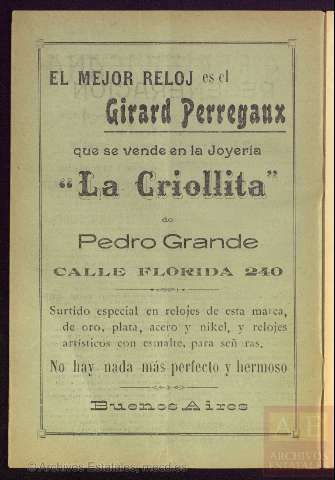 EL MEJOR RELOJ es el
Girard Perregaux
que se vende en la Joyería
"La Criollita"
de
Pedro Grande
CALLE FLORIDA 240
Surtido especial en relojes de esta marca,
de oro, plata, acero y nikel, y relojes
artísticos con esmalte, para señ ras.
No hay nada más perfecto y hermoso
Buenos Aires
ARCHIVOS
ESTATALES
© Archivos Estatales, mecd.es